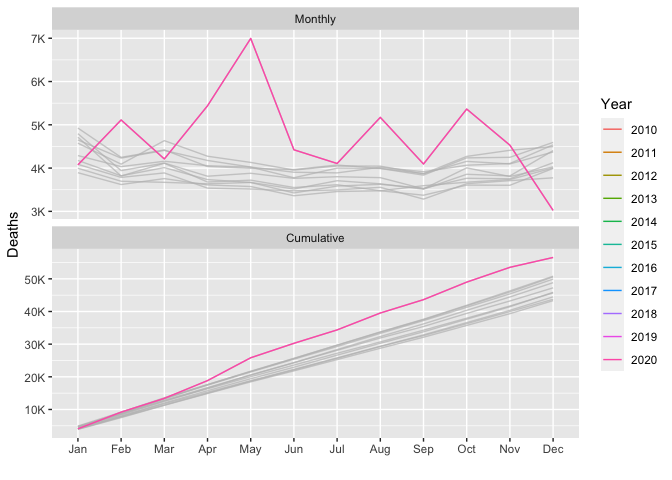 Monthly
7K
6K
5K
4K
3K
Deaths
Cumulative
50K
40K
30K
20K
10K
Jan Feb Mar Apr May Jun Jul Aug Sep Oct Nov Dec
Year
2010
2011
2012
2013
2014
2015
2016
2017
2018
2019
2020